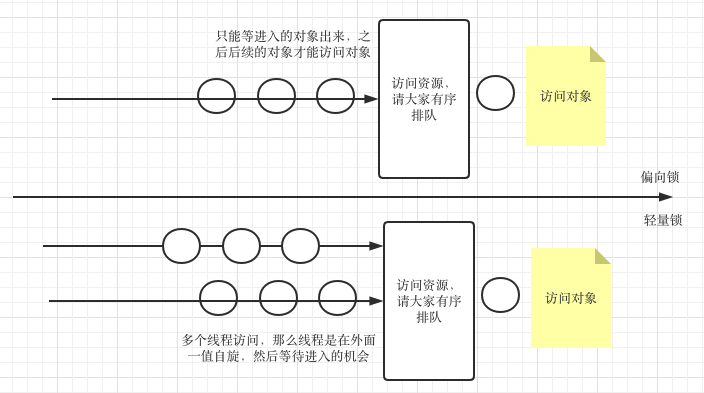 只能等进入的对象出来，之
后后续的对象才能访问对象
访问资源，
请大家有序
排队
访问对象
偏向锁
轻量锁
访问资源，
请大家有序
排队
访问对象
多个线程访问，那么线程是在外面
一值自旋，然后等待进入的机会